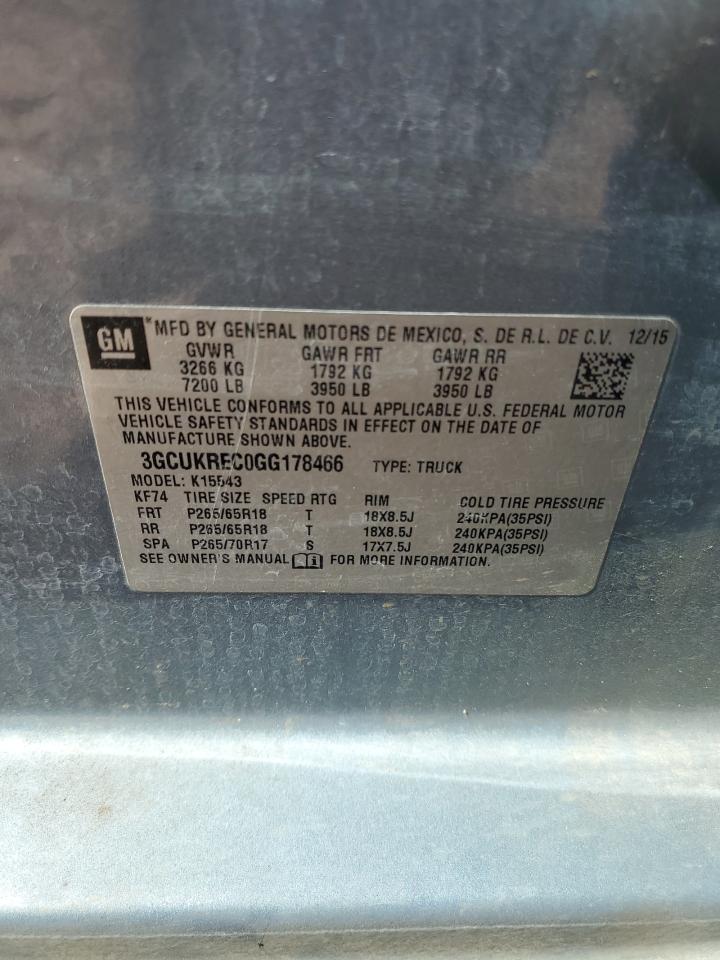 GM *MFD BY GENERAL MOTORS DE MEXICO, S. DE R.L. DE C.V. 12/15
GVWR GAWR FRT GAWR RR
3266 KG 1792 KG 1792 KG
7200 LB 3950 LB 3950 LB
THIS VEHICLE CONFORMS TO ALL APPLICABLE U.S. FEDERAL MOTOR
VEHICLE SAFETY STANDARDS IN EFFECT ON THE DATE OF
MANUFACTURE SHOWN ABOVE.
3GCUKREC0GG178466 TYPE: TRUCK
MODEL: K15543
KF74 TIRE SIZE SPEED RTG RIM COLD TIRE PRESSURE
FRT P265/65R18 T 18X8.5J 240KPA(35PSI)
RR P265/65R18 T 18X8.5J 240KPA(35PSI)
SPA P265/70R17 S 17X7.5J 240KPA(35PSI)
SEE OWNER'S MANUAL i FOR MORE INFORMATION.